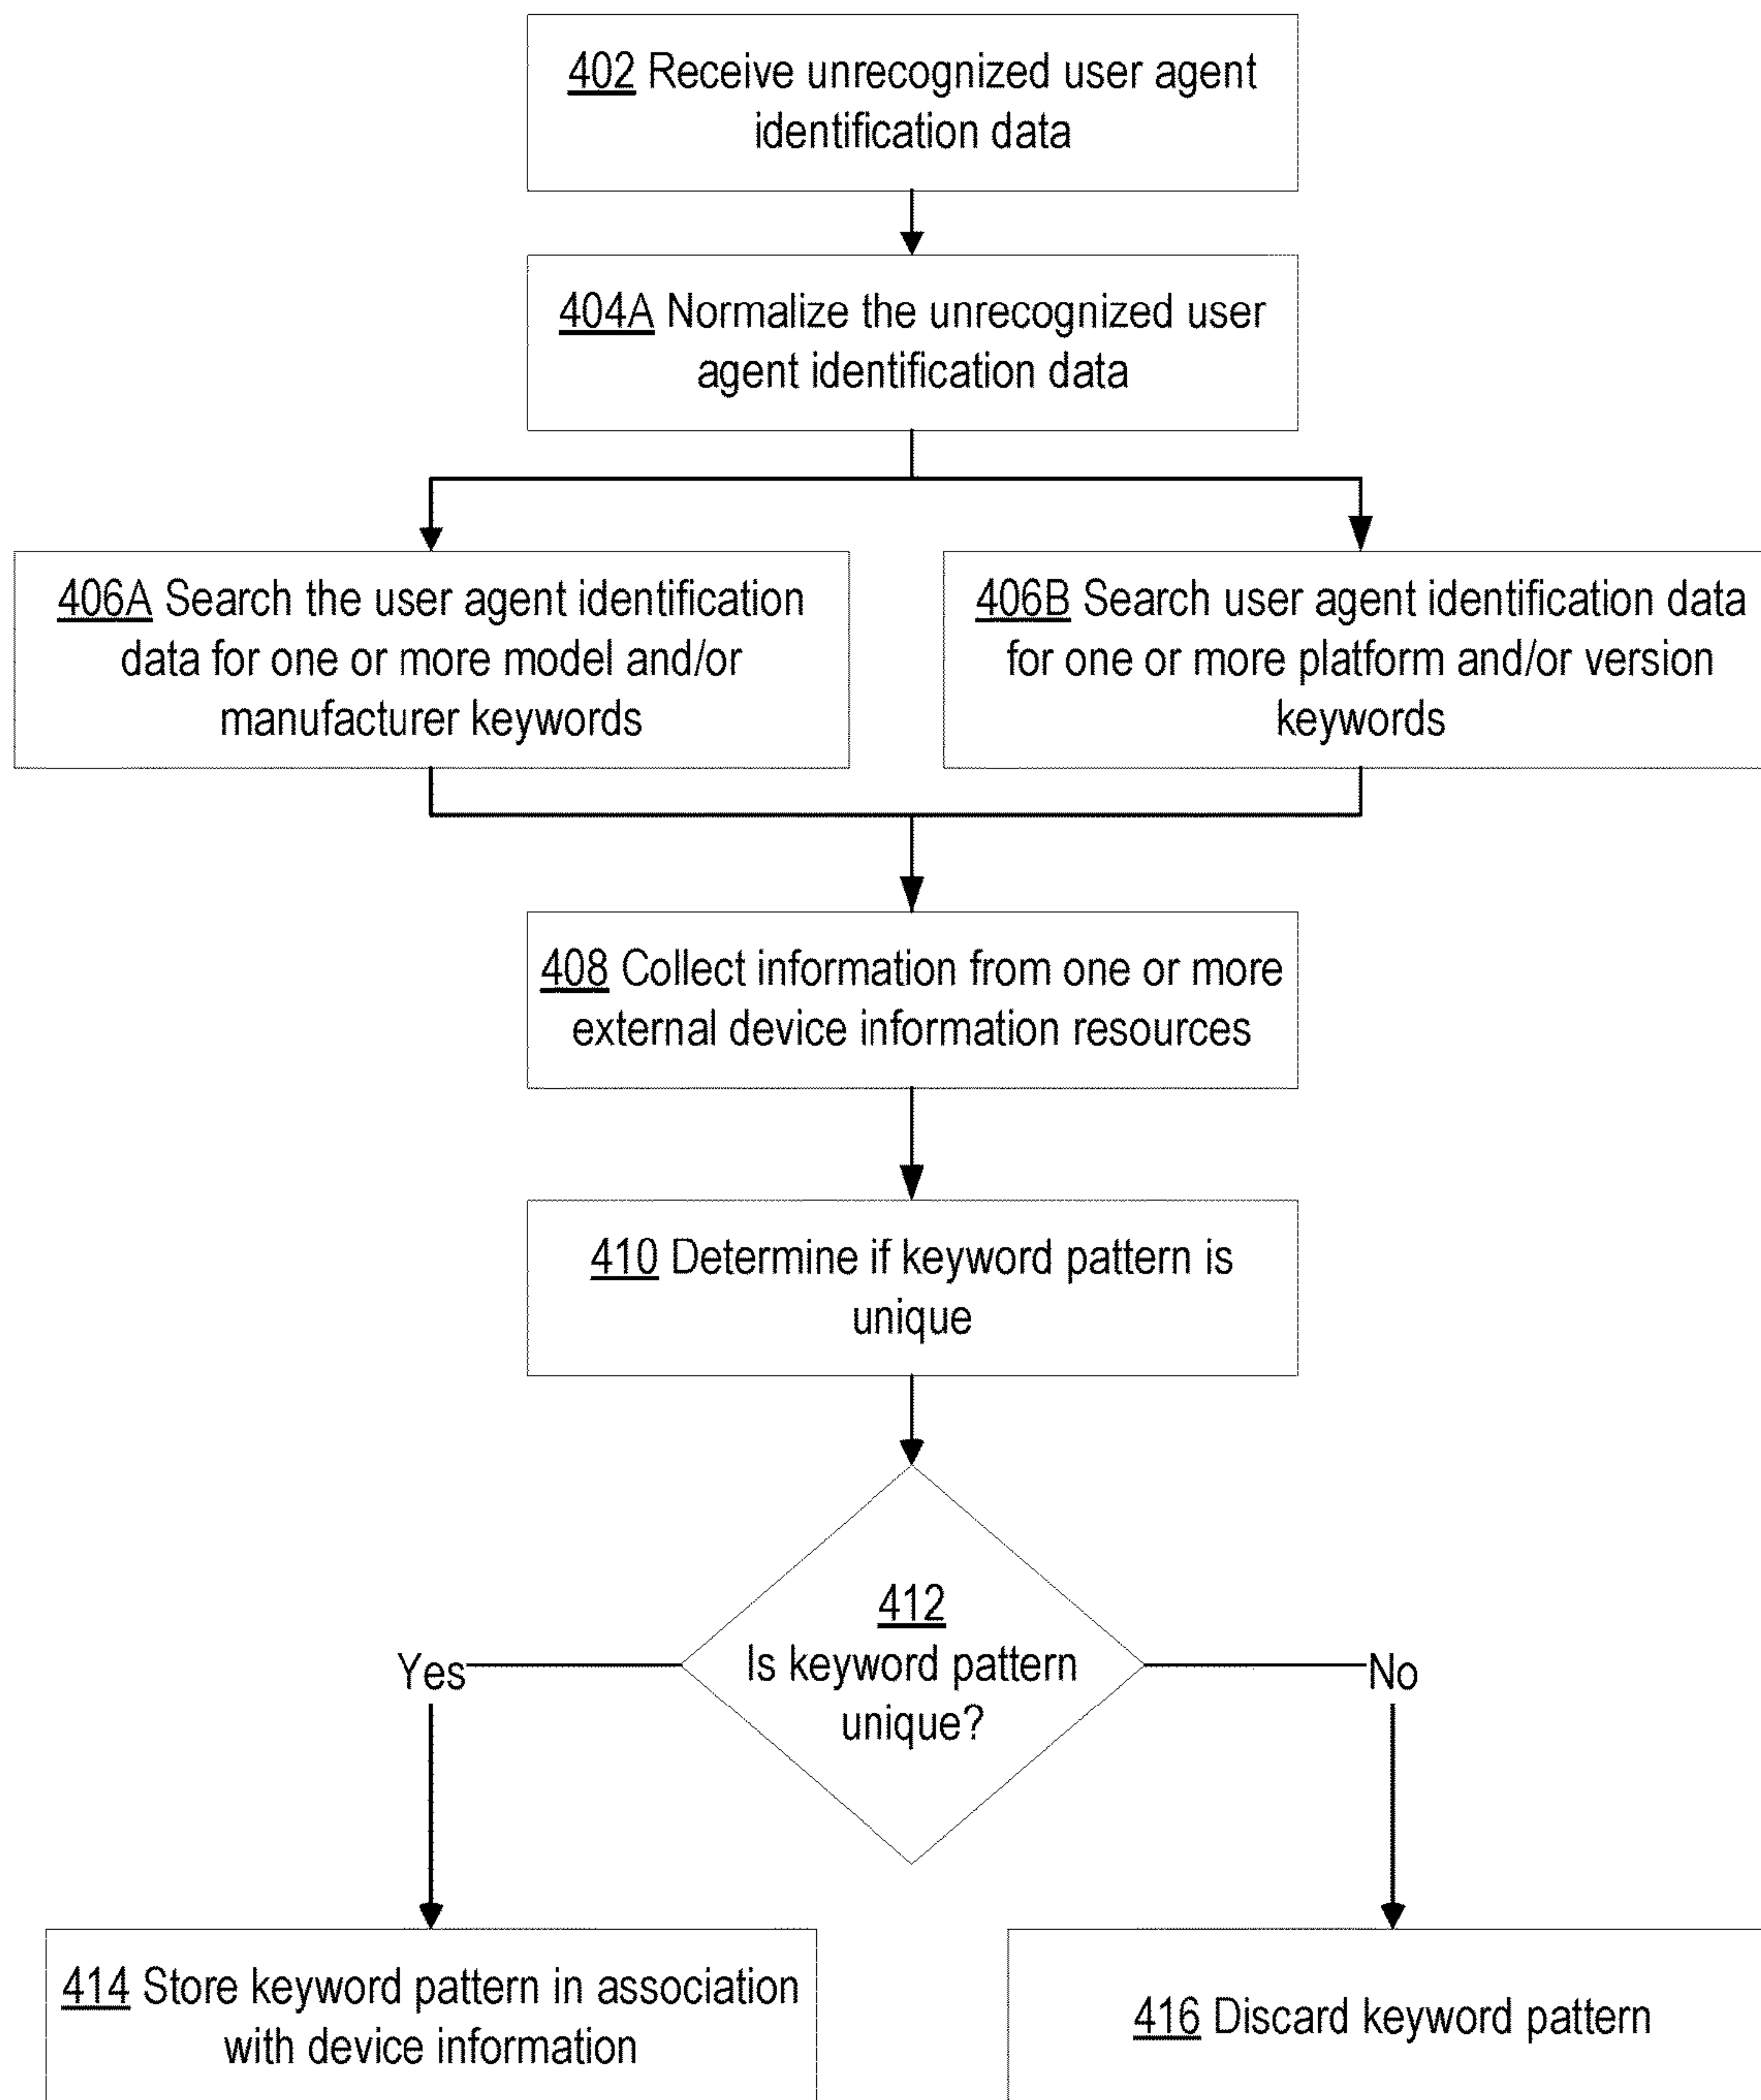 402 Receive unrecognized user agent
identification data
404A Normalize the unrecognized user
agent identification data
406A Search the user agent identification
data for one or more model and/or
manufacturer keywords
406B Search user agent identification data
for one or more platform and/or version
keywords
408 Collect information from one or more
external device information resources
410 Determine if keyword pattern is
unique
412
Is keyword pattern
unique?
Yes
No
414 Store keyword pattern in association
with device information
416 Discard keyword pattern